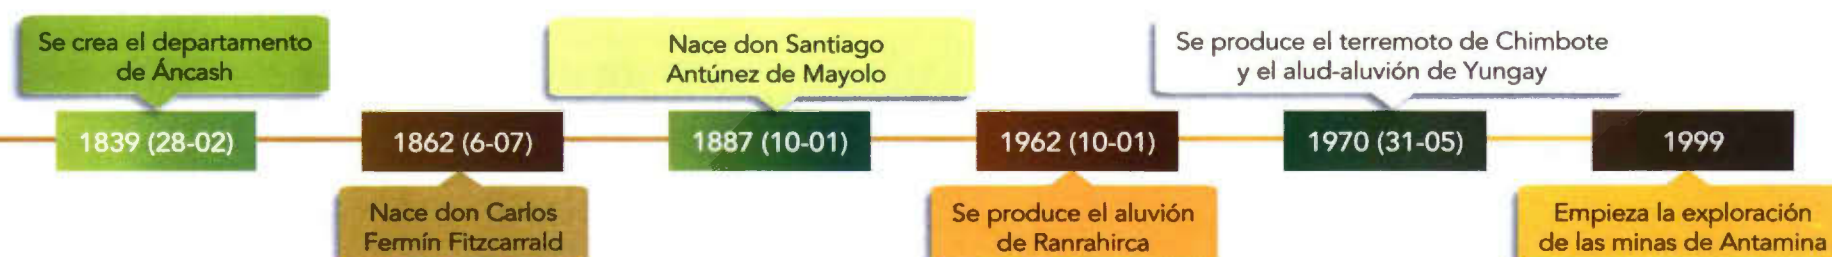 Se crea el departamento
de Áncash
1839 (28-02)
1862 (6-07)
Nace don Carlos
Fermín Fitzcarrald
Nace don Santiago
Antúnez de Mayolo
1887 (10-01)
1962 (10-01)
Se produce el aluvión
de Ranrahirca
Se produce el terremoto de Chimbote
y el alud-aluvión de Yungay
1970 (31-05)
1999
Empieza la exploración
de las minas de Antamina